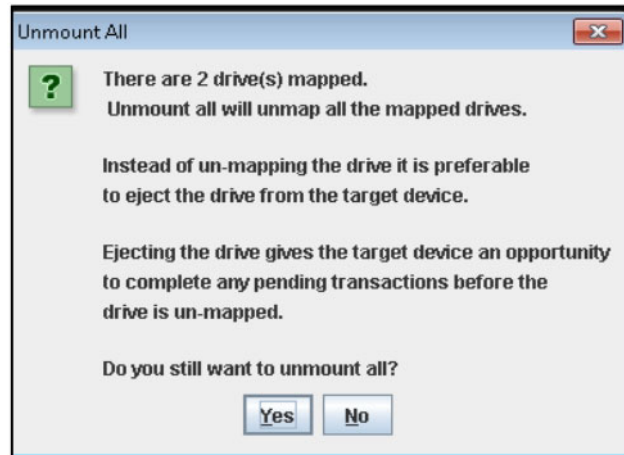 Unmount All
There are 2 drive(s) mapped.
Unmount all will unmap all the mapped drives.
Instead of un-mapping the drive it is preferable
to eject the drive from the target device.
Ejecting the drive gives the target device an opportunity
to complete any pending transactions before the
drive is un-mapped.
Do you still want to unmount all?
Yes No